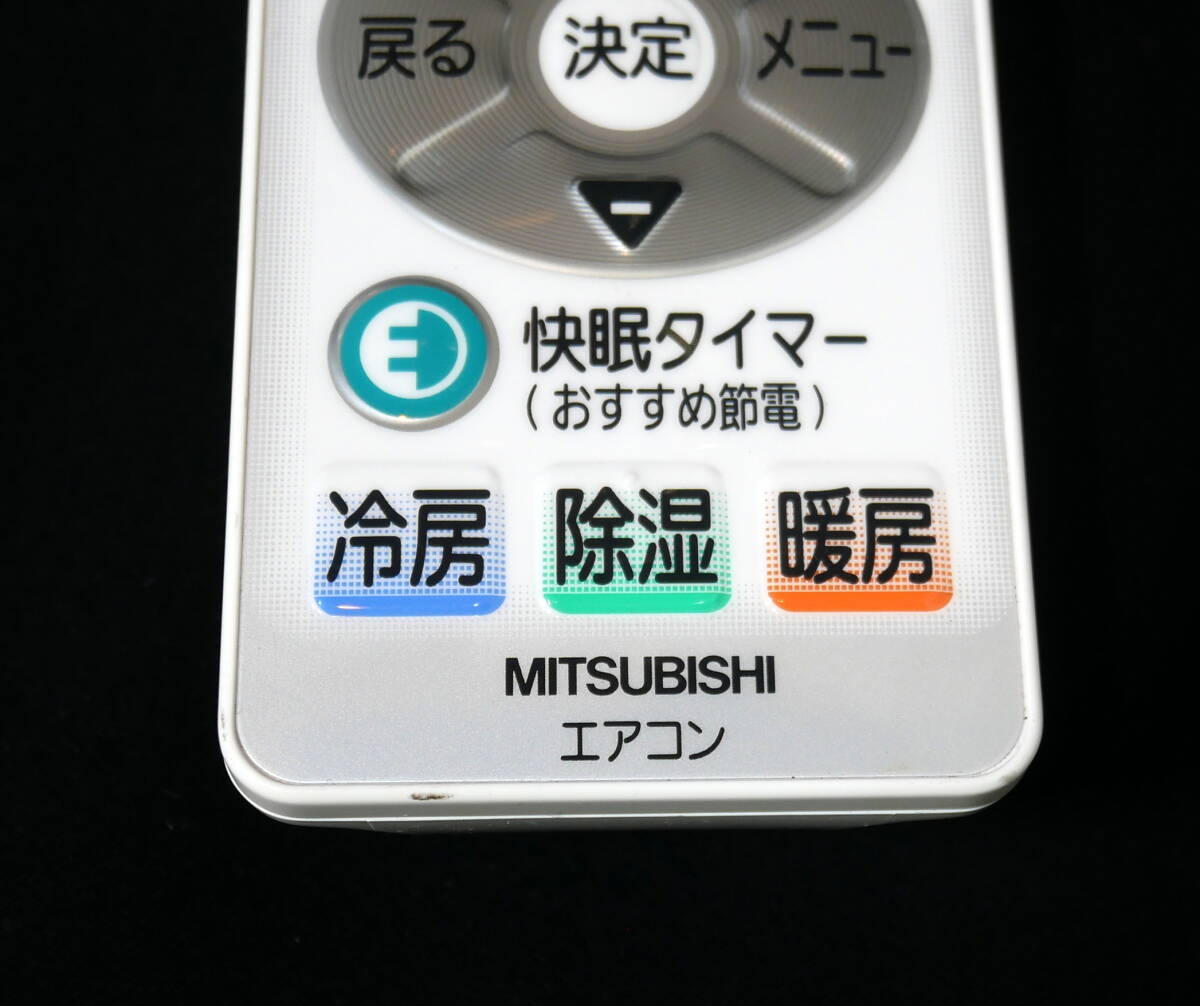 戻る 決定 メニュー
快眠タイマー
(おすすめ節電)
冷房 除湿 暖房
MITSUBISHI
エアコン